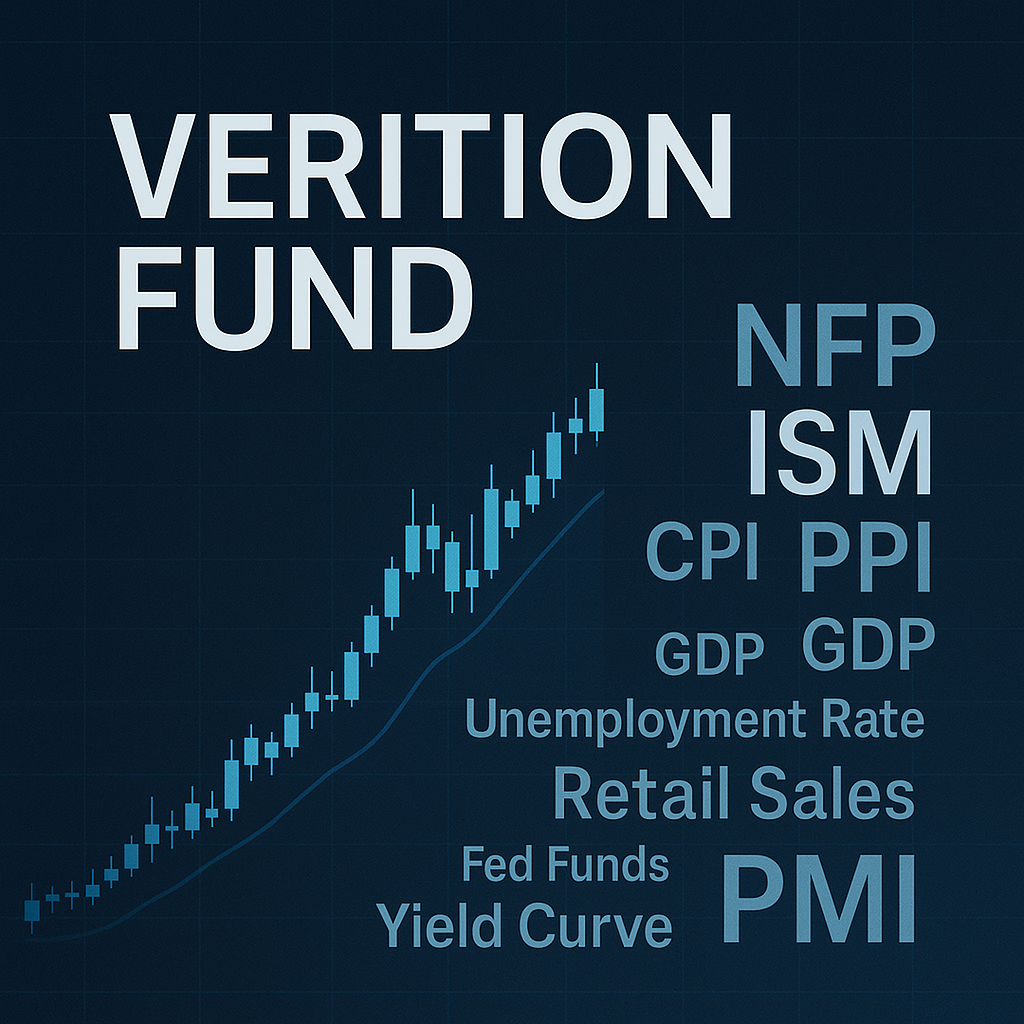 VERITION
FUND
NFP
ISM
CPI PPI
GDP GDP
Unemployment Rate
Retail Sales
Fed Funds
Yield Curve
PMI